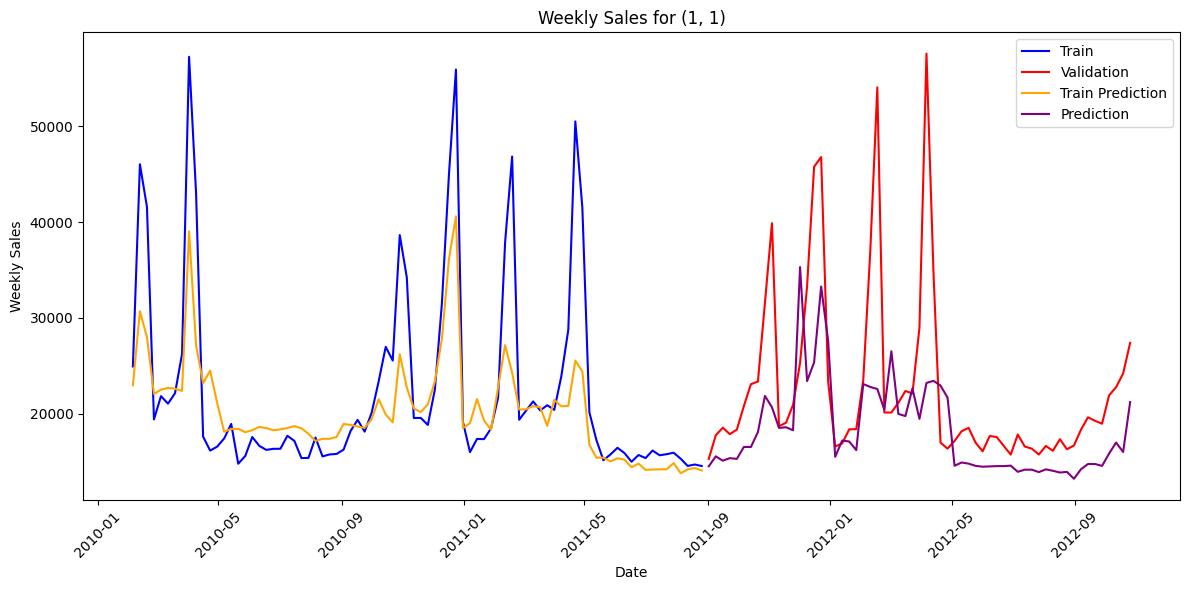 Weekly Sales for (1, 1)
Train
Validation
Train Prediction
Prediction
Weekly Sales
50000
40000
30000
20000
2010-01
2010-05
2010-09
2011-01
2011-05
2011-09
2012-01
2012-05
2012-09
Date